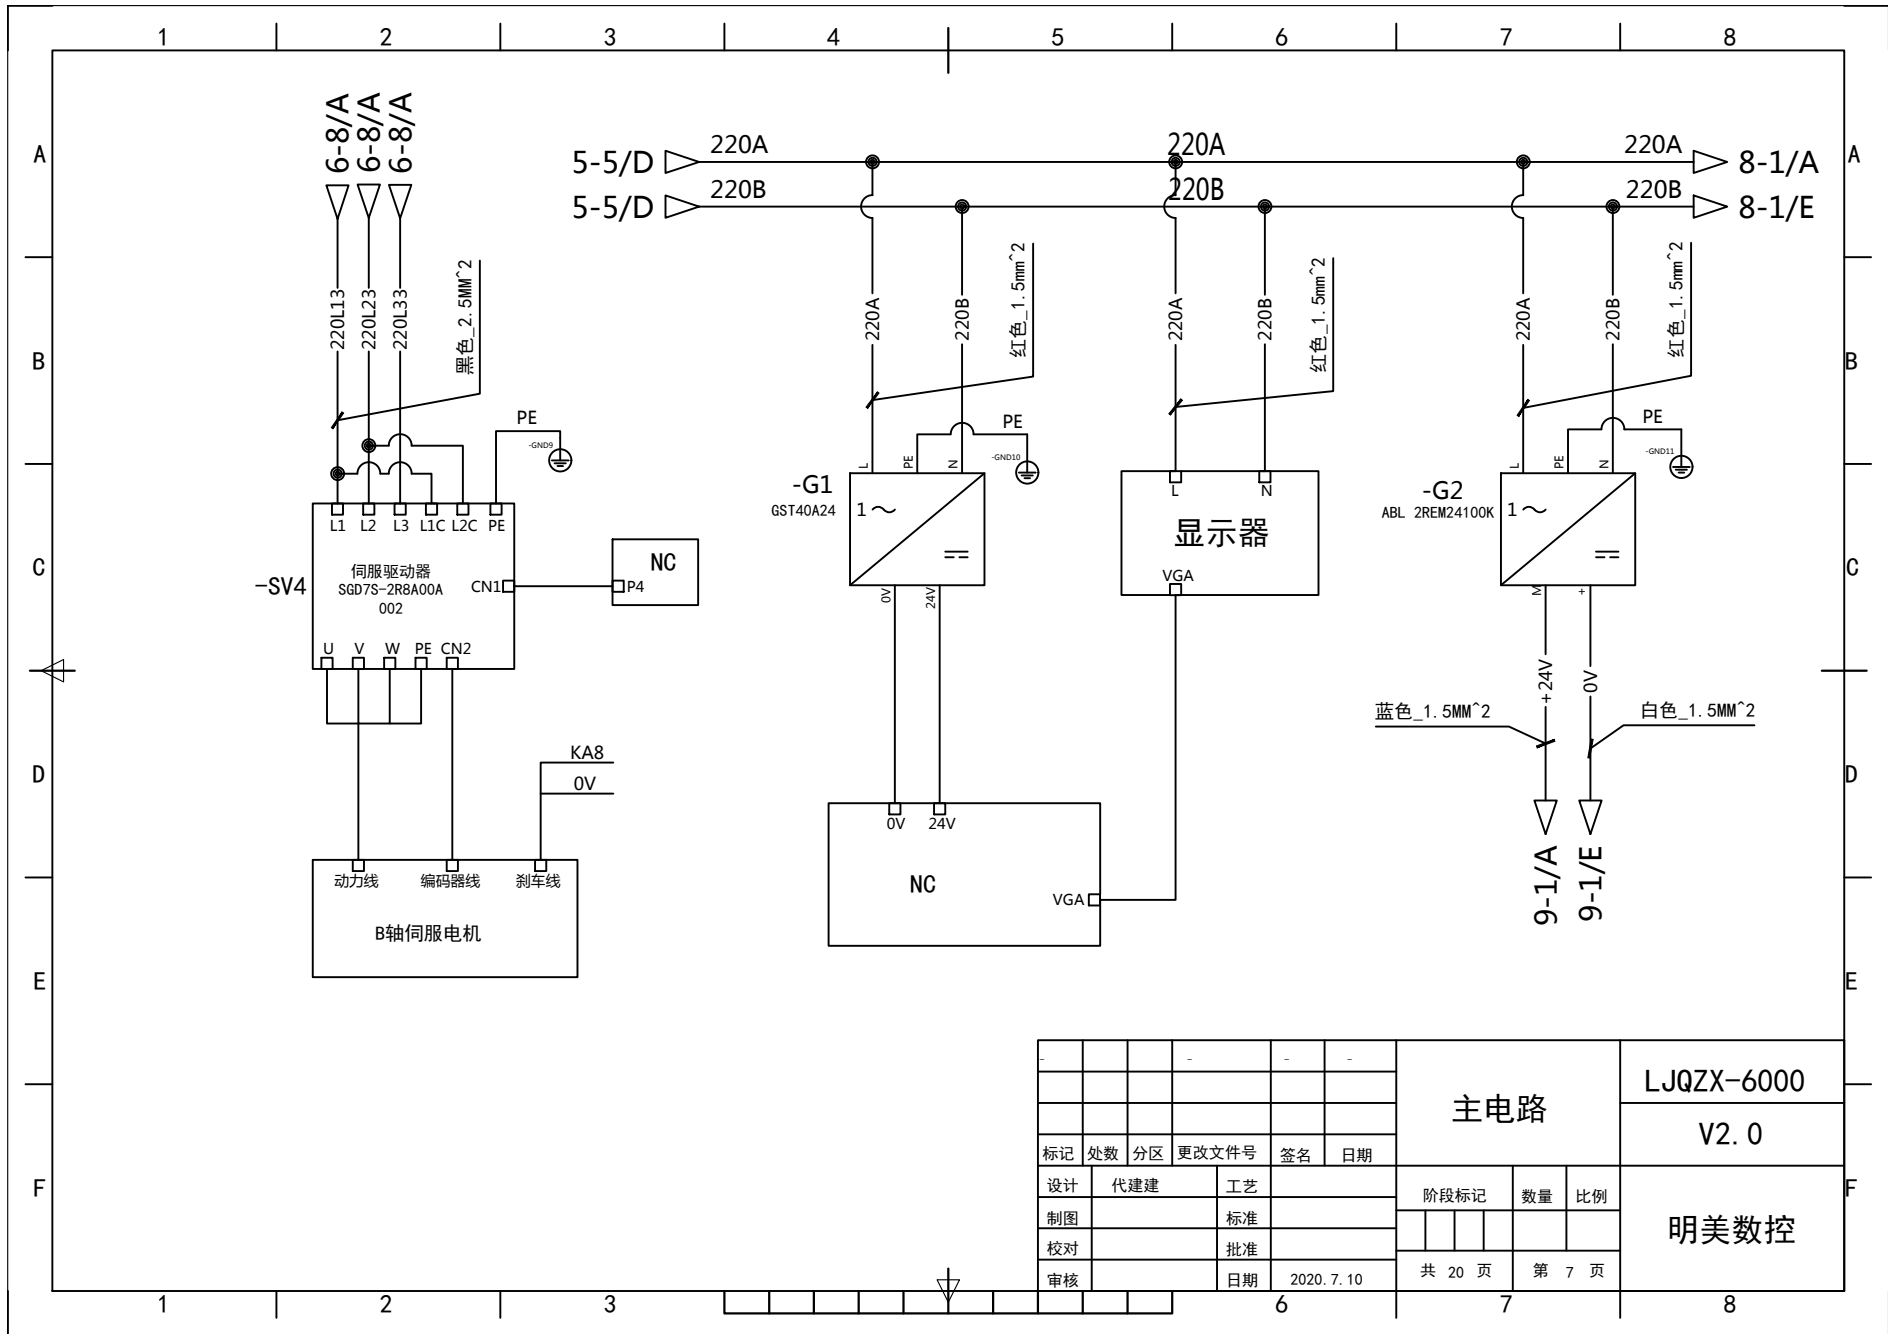 1 2 3 4 5 6 7 8
A A
B B
C C
D D
E E
F F
6-8/A 6-8/A 6-8/A
220L13 220L23 220L33
黑色_2.5MM^2
PE
-GND9
L1 L2 L3 L1C L2C PE
-SV4
伺服驱动器
SGD7S-2R8A00A
002
CN1
P4
NC
U V W PE CN2
KA8
0V
动力线 编码器线 刹车线
B轴伺服电机
5-5/D 220A 220A 220A 8-1/A
5-5/D 220B 220B 220B 8-1/E
220A 220B
红色_1.5mm^2
PE
-GND10
L PE N
-G1
GST40A24
1
0V 24V
0V 24V
NC
VGA
220A 220B
红色_1.5mm^2
L N
显示器
VGA
220A 220B
红色_1.5mm^2
PE
-GND11
L PE N
-G2
ABL 2REM24100K
1
M +
+24V 0V
蓝色_1.5MM^2
白色_1.5MM^2
9-1/A 9-1/E
- - - -
标记 处数 分区 更改文件号 签名 日期
设计 代建建 工艺
制图 标准
校对 批准
审核 日期 2020.7.10
主电路
LJQZX-6000
V2.0
阶段标记 数量 比例
共 20 页 第 7 页
明美数控
1 2 3 6 7 8